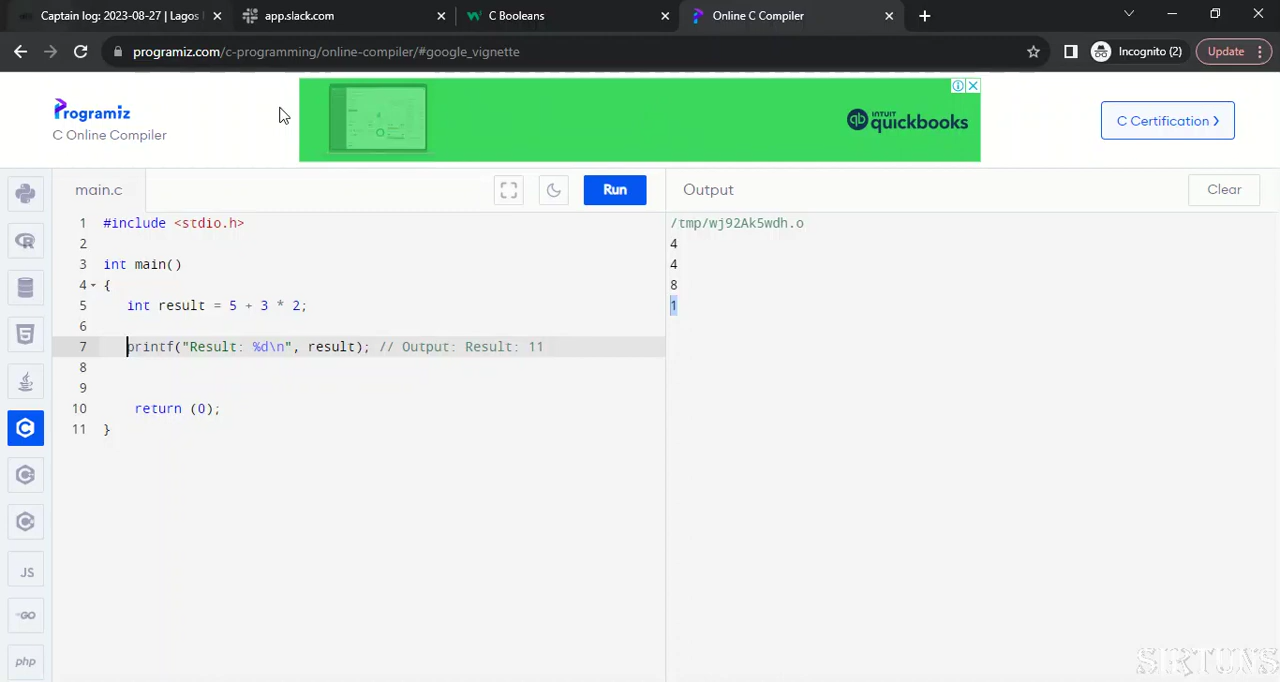 Captain log: 2023-08-27 | Lagos
app.slack.com
C Booleans
Online C Compiler
programiz.com/c-programming/online-compiler/#google_vignette
Incognito (2)
Update
Programiz
C Online Compiler
INTUIT
quickbooks
C Certification >
main.c
Run
Output
Clear
1 #include <stdio.h>
2
3 int main()
4 {
5 int result = 5 + 3 * 2;
6
7 printf("Result: %d\n", result); // Output: Result: 11
8
9
10 return (0);
11 }
/tmp/wj92Ak5wdh.o
4
4
8
1
JS
GO
php
SIRTUNS